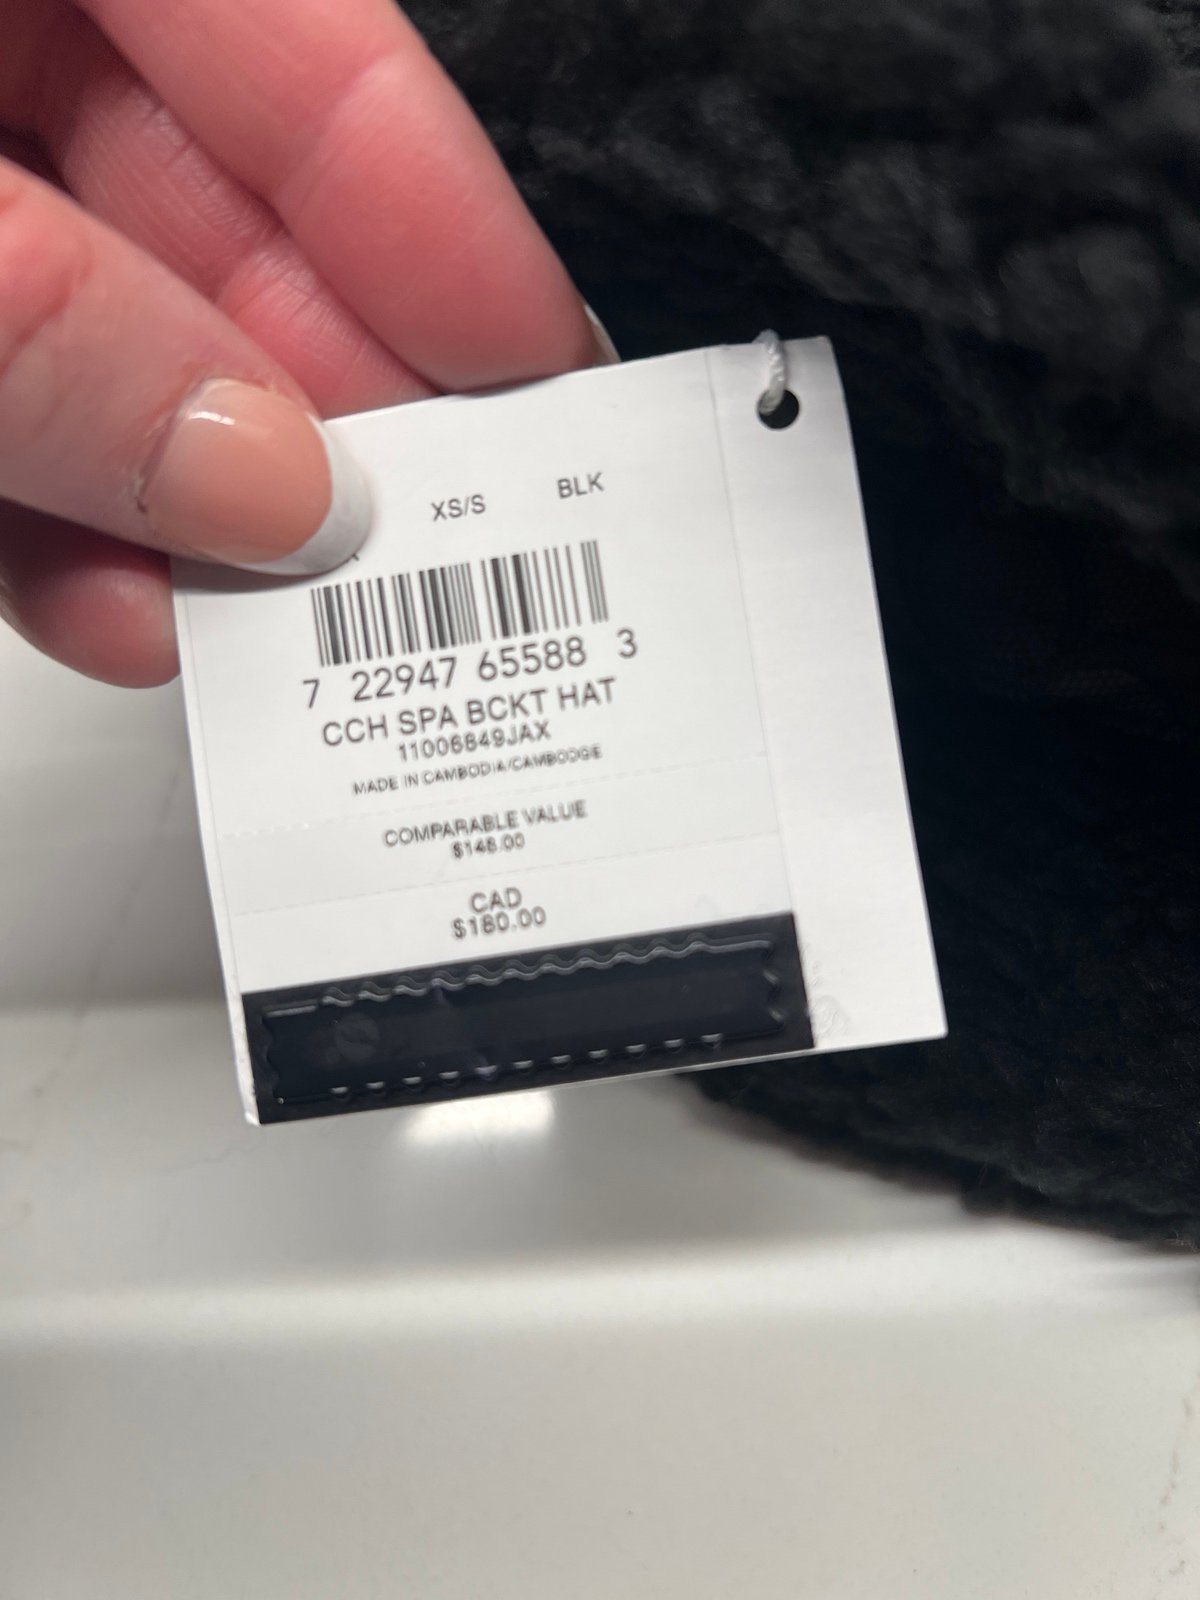 XS/S BLK
7 22947 65588 3
CCH SPA BCKT HAT
11006849JAX
MADE IN CAMBODIA/CAMBODGE
COMPARABLE VALUE
$148.00
CAD
$180.00